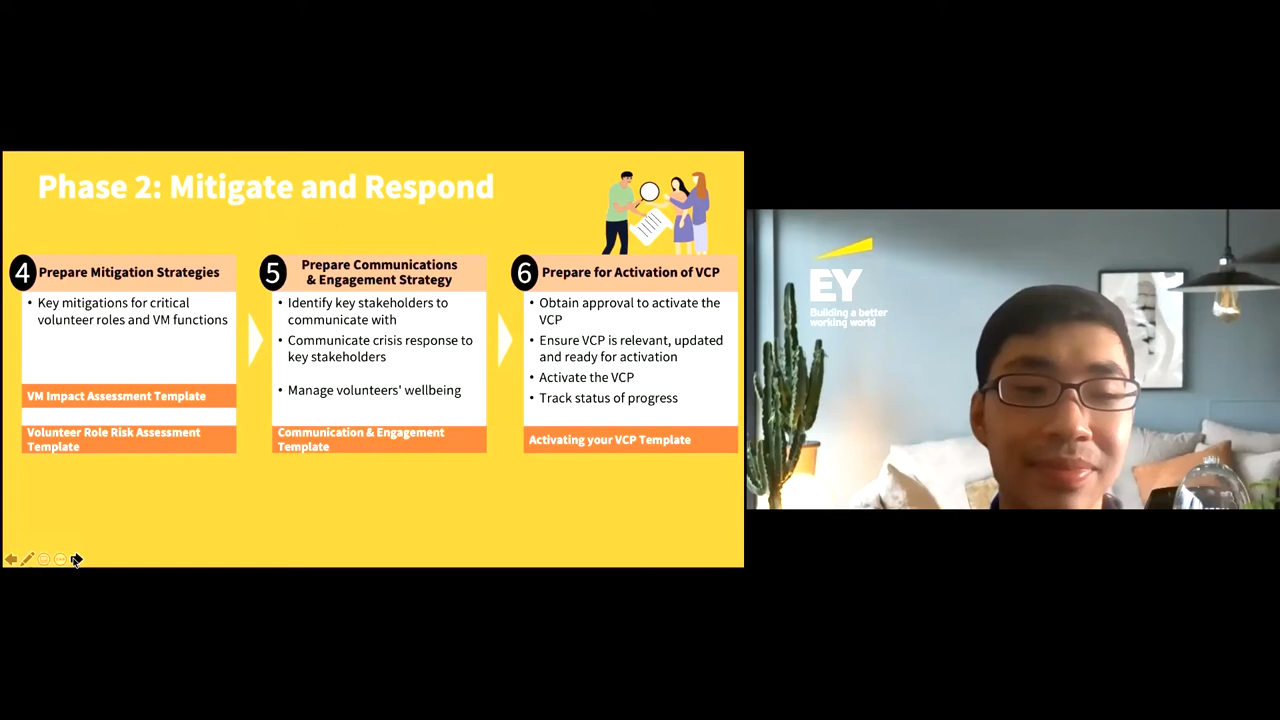 Phase 2: Mitigate and Respond
4
Prepare Mitigation Strategies
• Key mitigations for critical
volunteer roles and VM functions
VM Impact Assessment Template
Volunteer Role Risk Assessment
Template
5
Prepare Communications
& Engagement Strategy
• Identify key stakeholders to
communicate with
• Communicate crisis response to
key stakeholders
• Manage volunteers' wellbeing
Communication & Engagement
Template
6
Prepare for Activation of VCP
• Obtain approval to activate the
VCP
• Ensure VCP is relevant, updated
and ready for activation
• Activate the VCP
• Track status of progress
Activating your VCP Template
EY
Building a better
working world